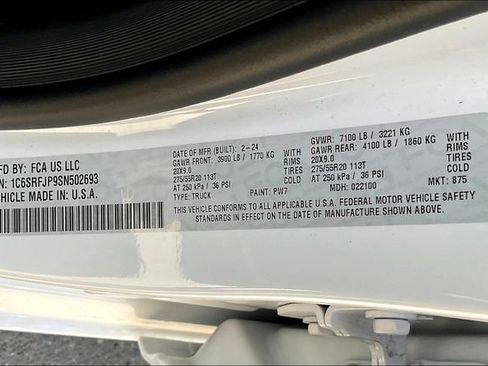 MFD BY: FCA US LLC
N: 1C6SRFJP9SN502693
VEHICLE MADE IN: U.S.A.
DATE OF MFR (BUILT): 2-24
GAWR FRONT: 3900 LB / 1770 KG
20X9.0 RIMS
275/55R20 113T TIRES
AT 250 kPa / 36 PSI COLD
TYPE: TRUCK PAINT: PW7
GVWR: 7100 LB / 3221 KG
GAWR REAR: 4100 LB / 1860 KG
20X9.0 RIMS
275/55R20 113T TIRES
AT 250 kPa / 36 PSI COLD
MDH: 022100 MKT: 875
THIS VEHICLE CONFORMS TO ALL APPLICABLE U.S.A. FEDERAL MOTOR VEHICLE SAFETY
STANDARDS IN EFFECT ON THE DATE OF MANUFACTURE SHOWN ABOVE